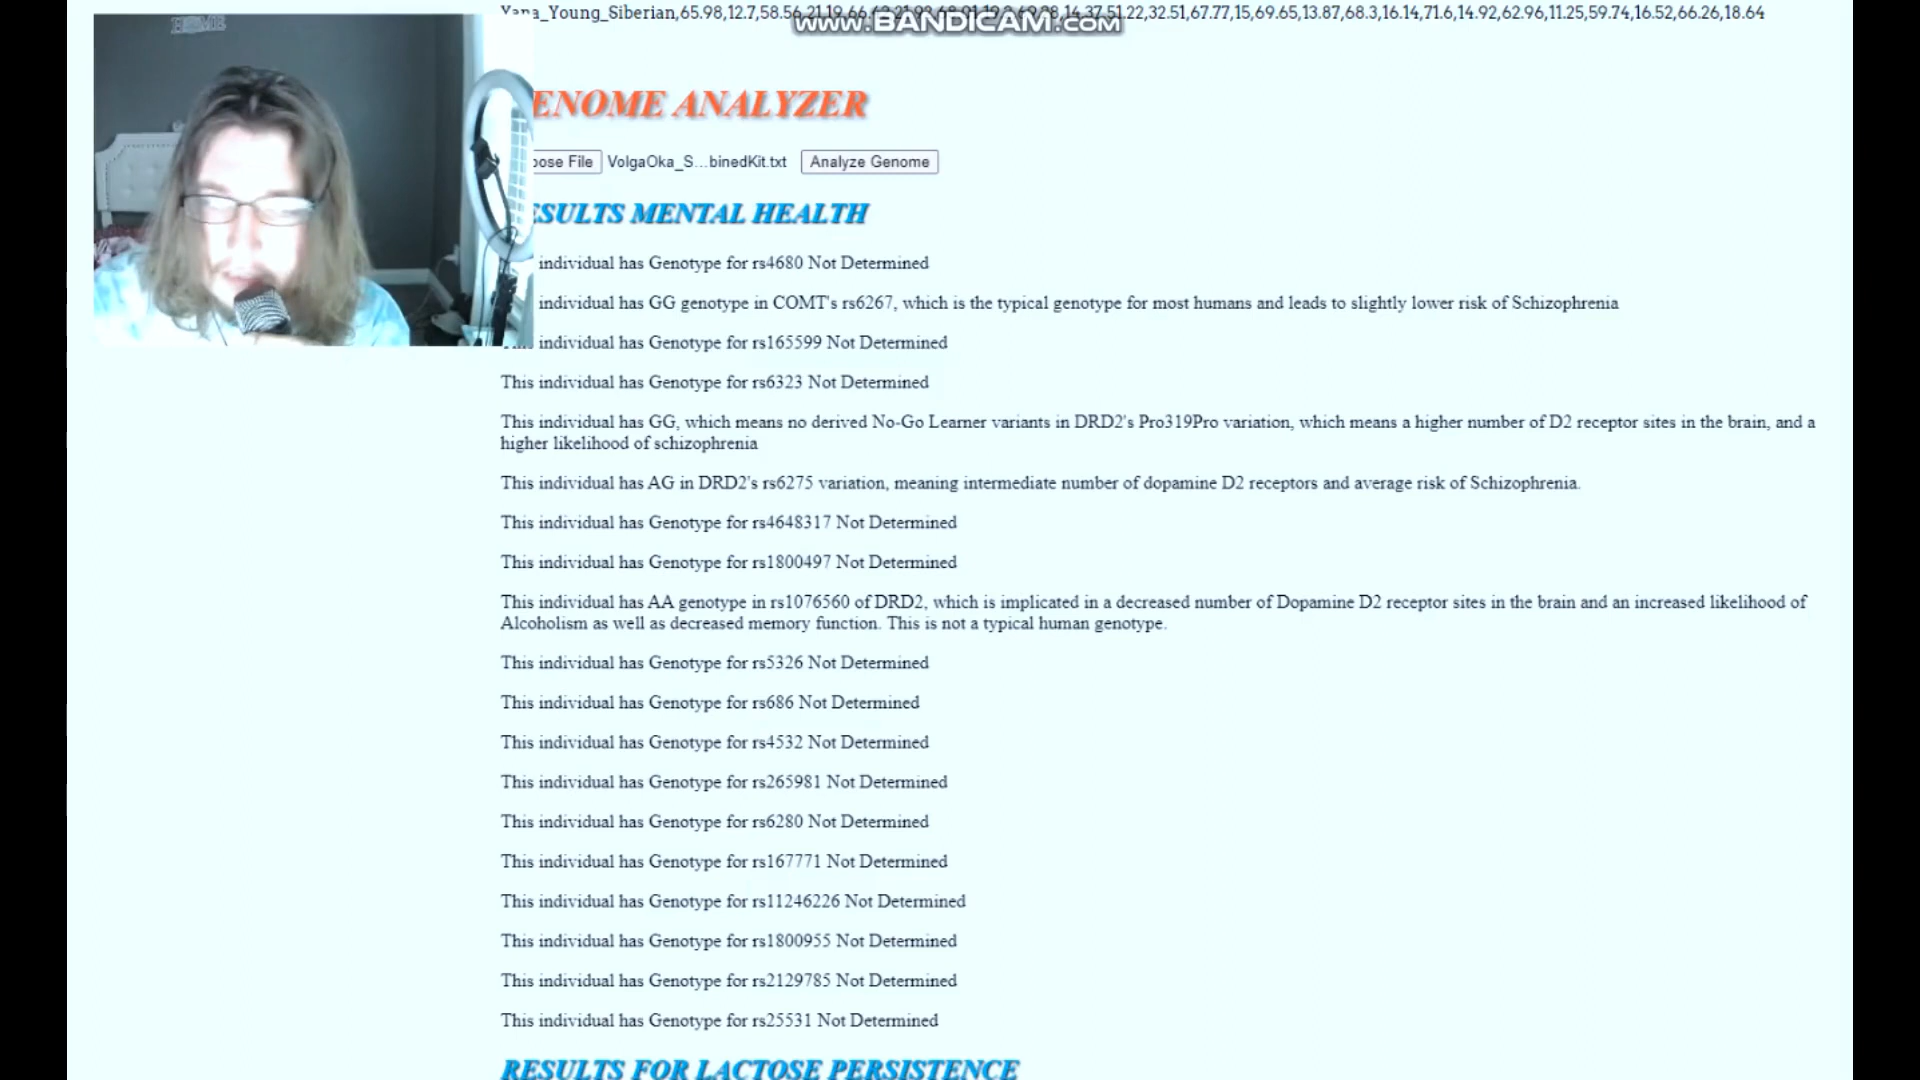 Yana_Young_Siberian,65.98,12.7,58.56,21.19,66.
14.37,51.22,32.51,67.77,15,69.65,13.87,68.3,16.14,71.6,14.92,62.96,11.25,59.74,16.52,66.26,18.64
www.BANDICAM.com
HOME
ENOME ANALYZER
oose File VolgaOka_S...binedKit.txt Analyze Genome
ESULTS MENTAL HEALTH
individual has Genotype for rs4680 Not Determined
individual has GG genotype in COMT's rs6267, which is the typical genotype for most humans and leads to slightly lower risk of Schizophrenia
individual has Genotype for rs165599 Not Determined
This individual has Genotype for rs6323 Not Determined
This individual has GG, which means no derived No-Go Learner variants in DRD2's Pro319Pro variation, which means a higher number of D2 receptor sites in the brain, and a
higher likelihood of schizophrenia
This individual has AG in DRD2's rs6275 variation, meaning intermediate number of dopamine D2 receptors and average risk of Schizophrenia.
This individual has Genotype for rs4648317 Not Determined
This individual has Genotype for rs1800497 Not Determined
This individual has AA genotype in rs1076560 of DRD2, which is implicated in a decreased number of Dopamine D2 receptor sites in the brain and an increased likelihood of
Alcoholism as well as decreased memory function. This is not a typical human genotype.
This individual has Genotype for rs5326 Not Determined
This individual has Genotype for rs686 Not Determined
This individual has Genotype for rs4532 Not Determined
This individual has Genotype for rs265981 Not Determined
This individual has Genotype for rs6280 Not Determined
This individual has Genotype for rs167771 Not Determined
This individual has Genotype for rs11246226 Not Determined
This individual has Genotype for rs1800955 Not Determined
This individual has Genotype for rs2129785 Not Determined
This individual has Genotype for rs25531 Not Determined
RESULTS FOR LACTOSE PERSISTENCE